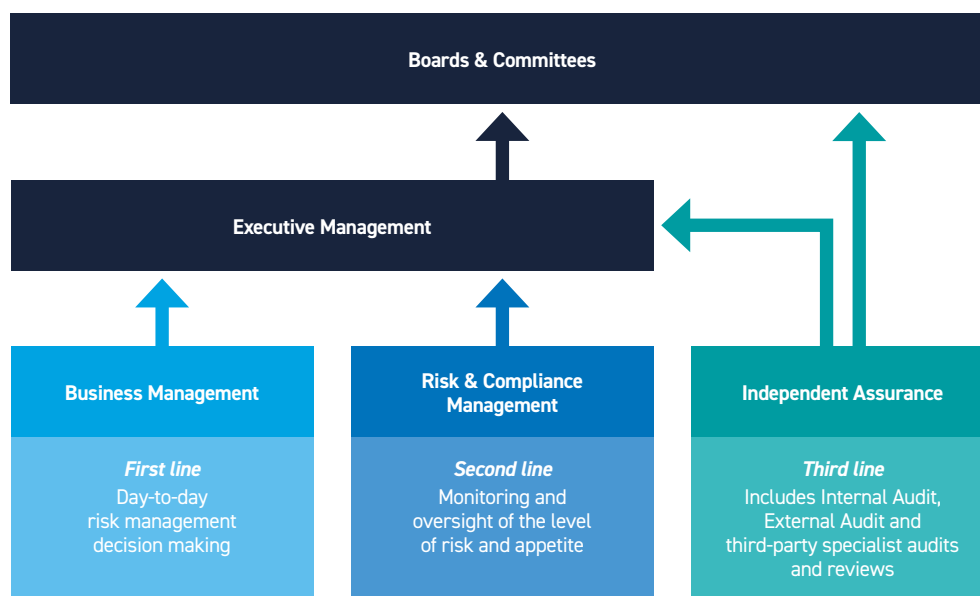 Boards & Committees
Executive Management
Business Management
First line
Day-to-day
risk management
decision making
Risk & Compliance
Management
Second line
Monitoring and
oversight of the level
of risk and appetite
Independent Assurance
Third line
Includes Internal Audit,
External Audit and
third-party specialist audits
and reviews